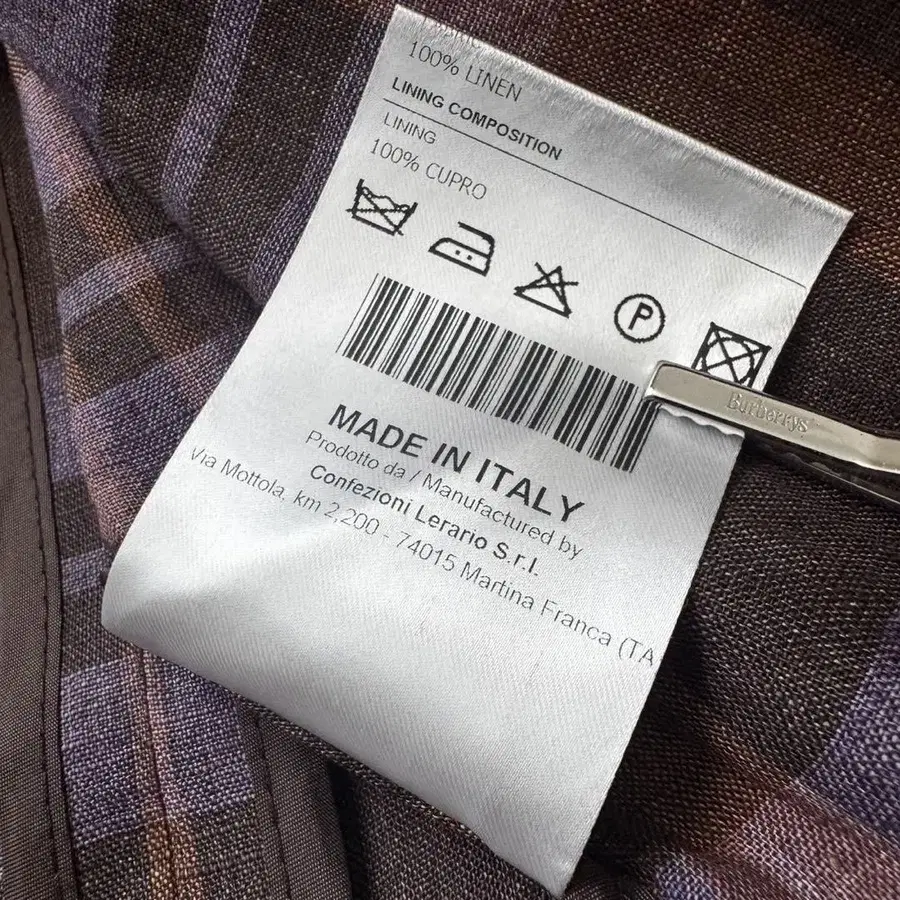 100% LINEN
LINING COMPOSITION
LINING
100% CUPRO
P
MADE IN ITALY
Prodotto da / Manufactured by
Confezioni Lerario S.r.l.
Via Mottola, km 2,200 - 74015 Martina Franca (TA
Burberrys